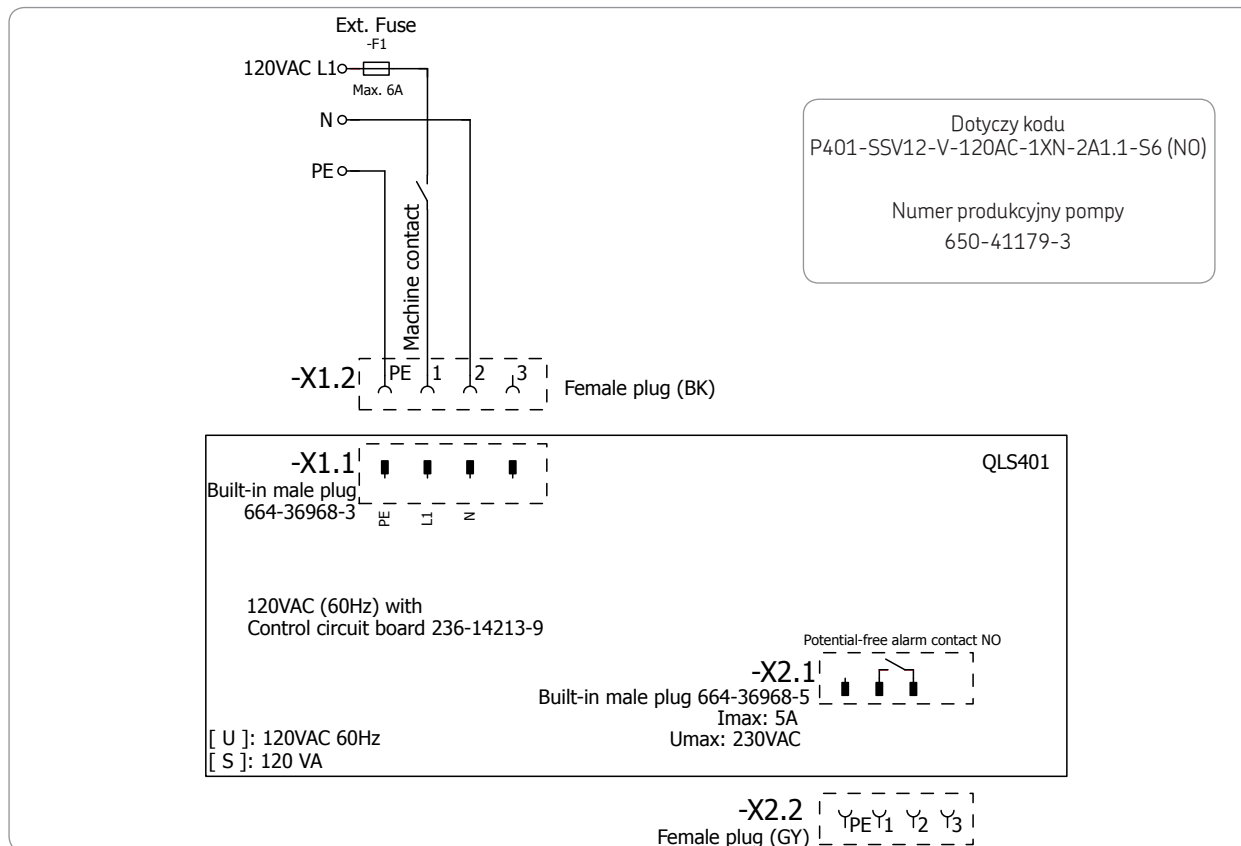 Ext. Fuse
-F1
120VAC L1
Max. 6A
N
PE
Machine contact
Dotyczy kodu
P401-SSV12-V-120AC-1XN-2A1.1-S6 (NO)
Numer produkcyjny pompy
650-41179-3
-X1.2
PE 1 2 3
Female plug (BK)
-X1.1
Built-in male plug
664-36968-3
PE L1 N
QLS401
120VAC (60Hz) with
Control circuit board 236-14213-9
Potential-free alarm contact NO
-X2.1
Built-in male plug 664-36968-5
Imax: 5A
Umax: 230VAC
[ U ]: 120VAC 60Hz
[ S ]: 120 VA
-X2.2
PE 1 2 3
Female plug (GY)